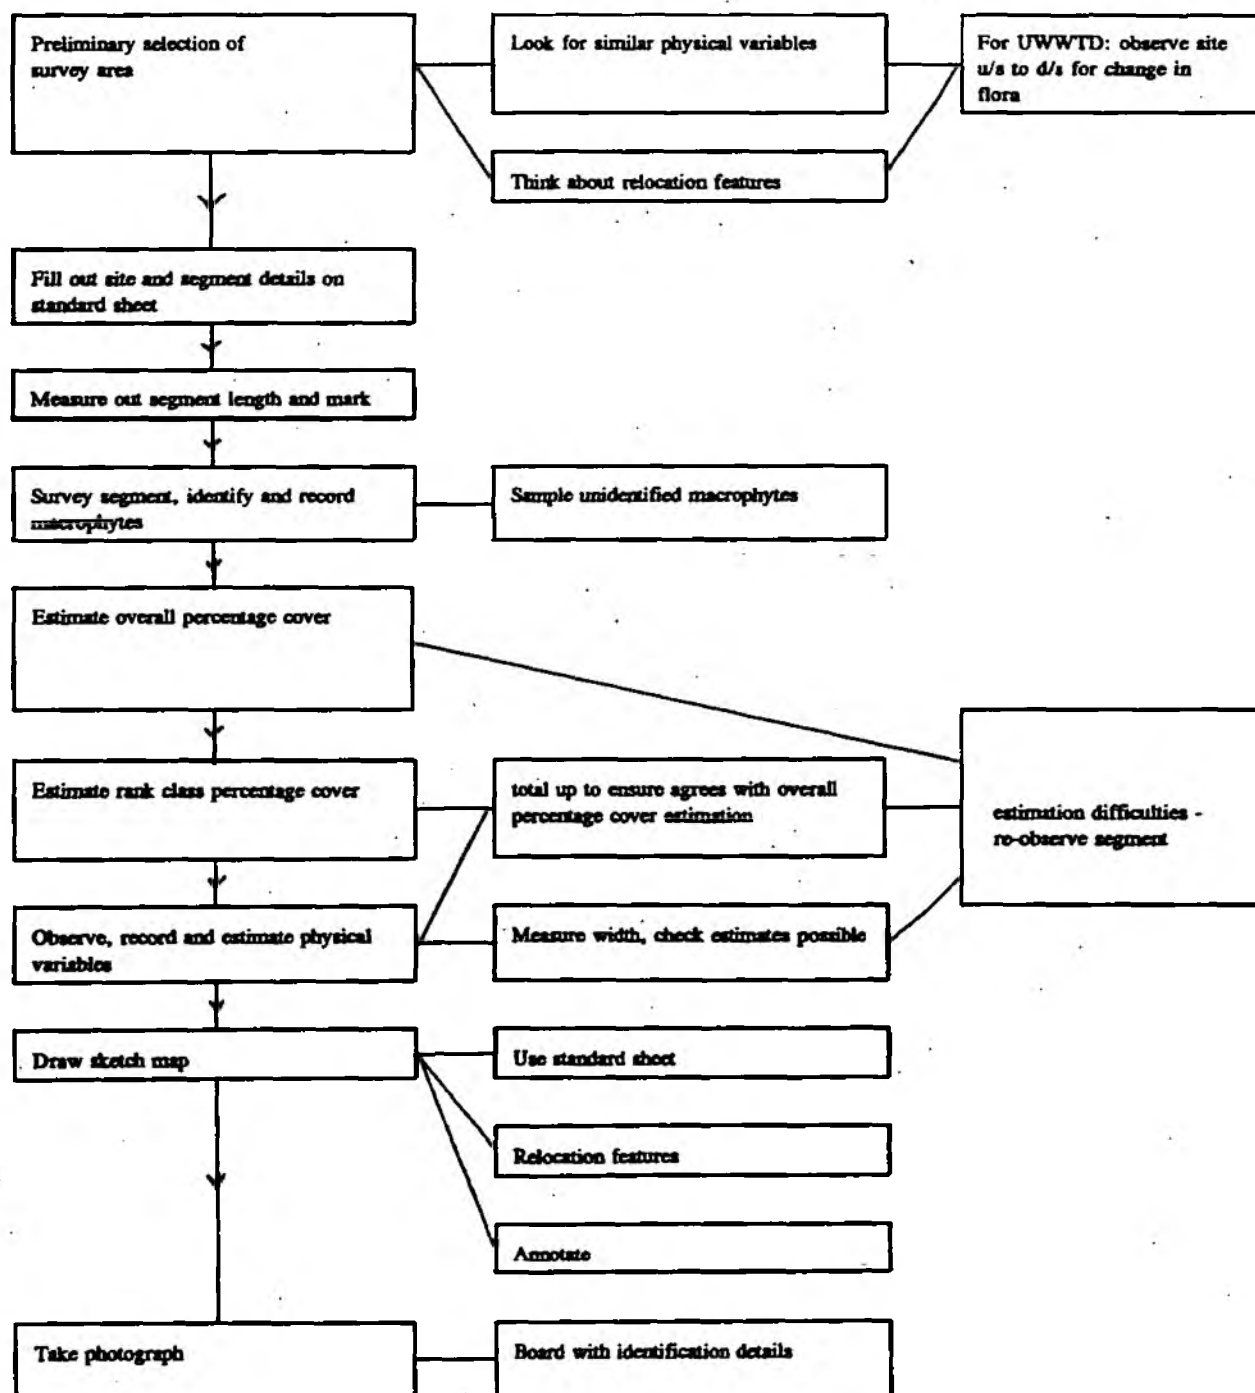 Preliminary selection of
survey area
Look for similar physical variables
For UWWTD: observe site
u/s to d/s for change in
flora
Think about relocation features
Fill out site and segment details on
standard sheet
Measure out segment length and mark
Survey segment, identify and record
macrophytes
Sample unidentified macrophytes
Estimate overall percentage cover
Estimate rank class percentage cover
total up to ensure agrees with overall
percentage cover estimation
estimation difficulties -
re-observe segment
Observe, record and estimate physical
variables
Measure width, check estimates possible
Draw sketch map
Use standard sheet
Relocation features
Annotate
Take photograph
Board with identification details